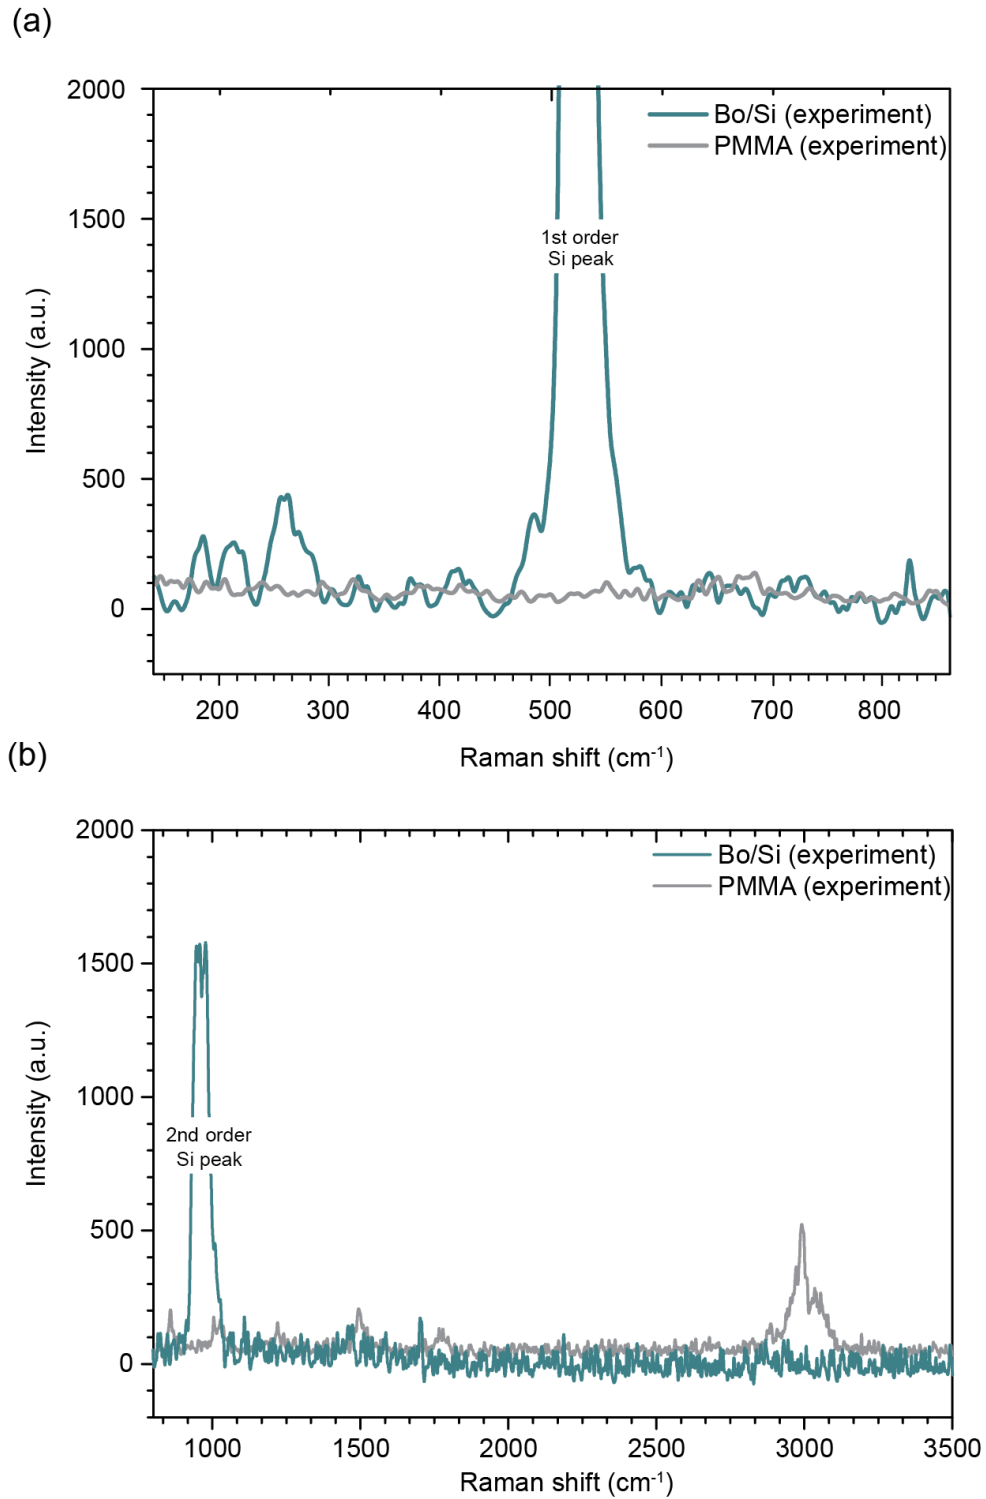 (a)
2000
1500
1000
500
0
Intensity (a.u.)
Bo/Si (experiment)
PMMA (experiment)
1st order
Si peak
200 300 400 500 600 700 800
Raman shift (cm⁻¹)
(b)
2000
1500
1000
500
0
Intensity (a.u.)
Bo/Si (experiment)
PMMA (experiment)
2nd order
Si peak
1000 1500 2000 2500 3000 3500
Raman shift (cm⁻¹)